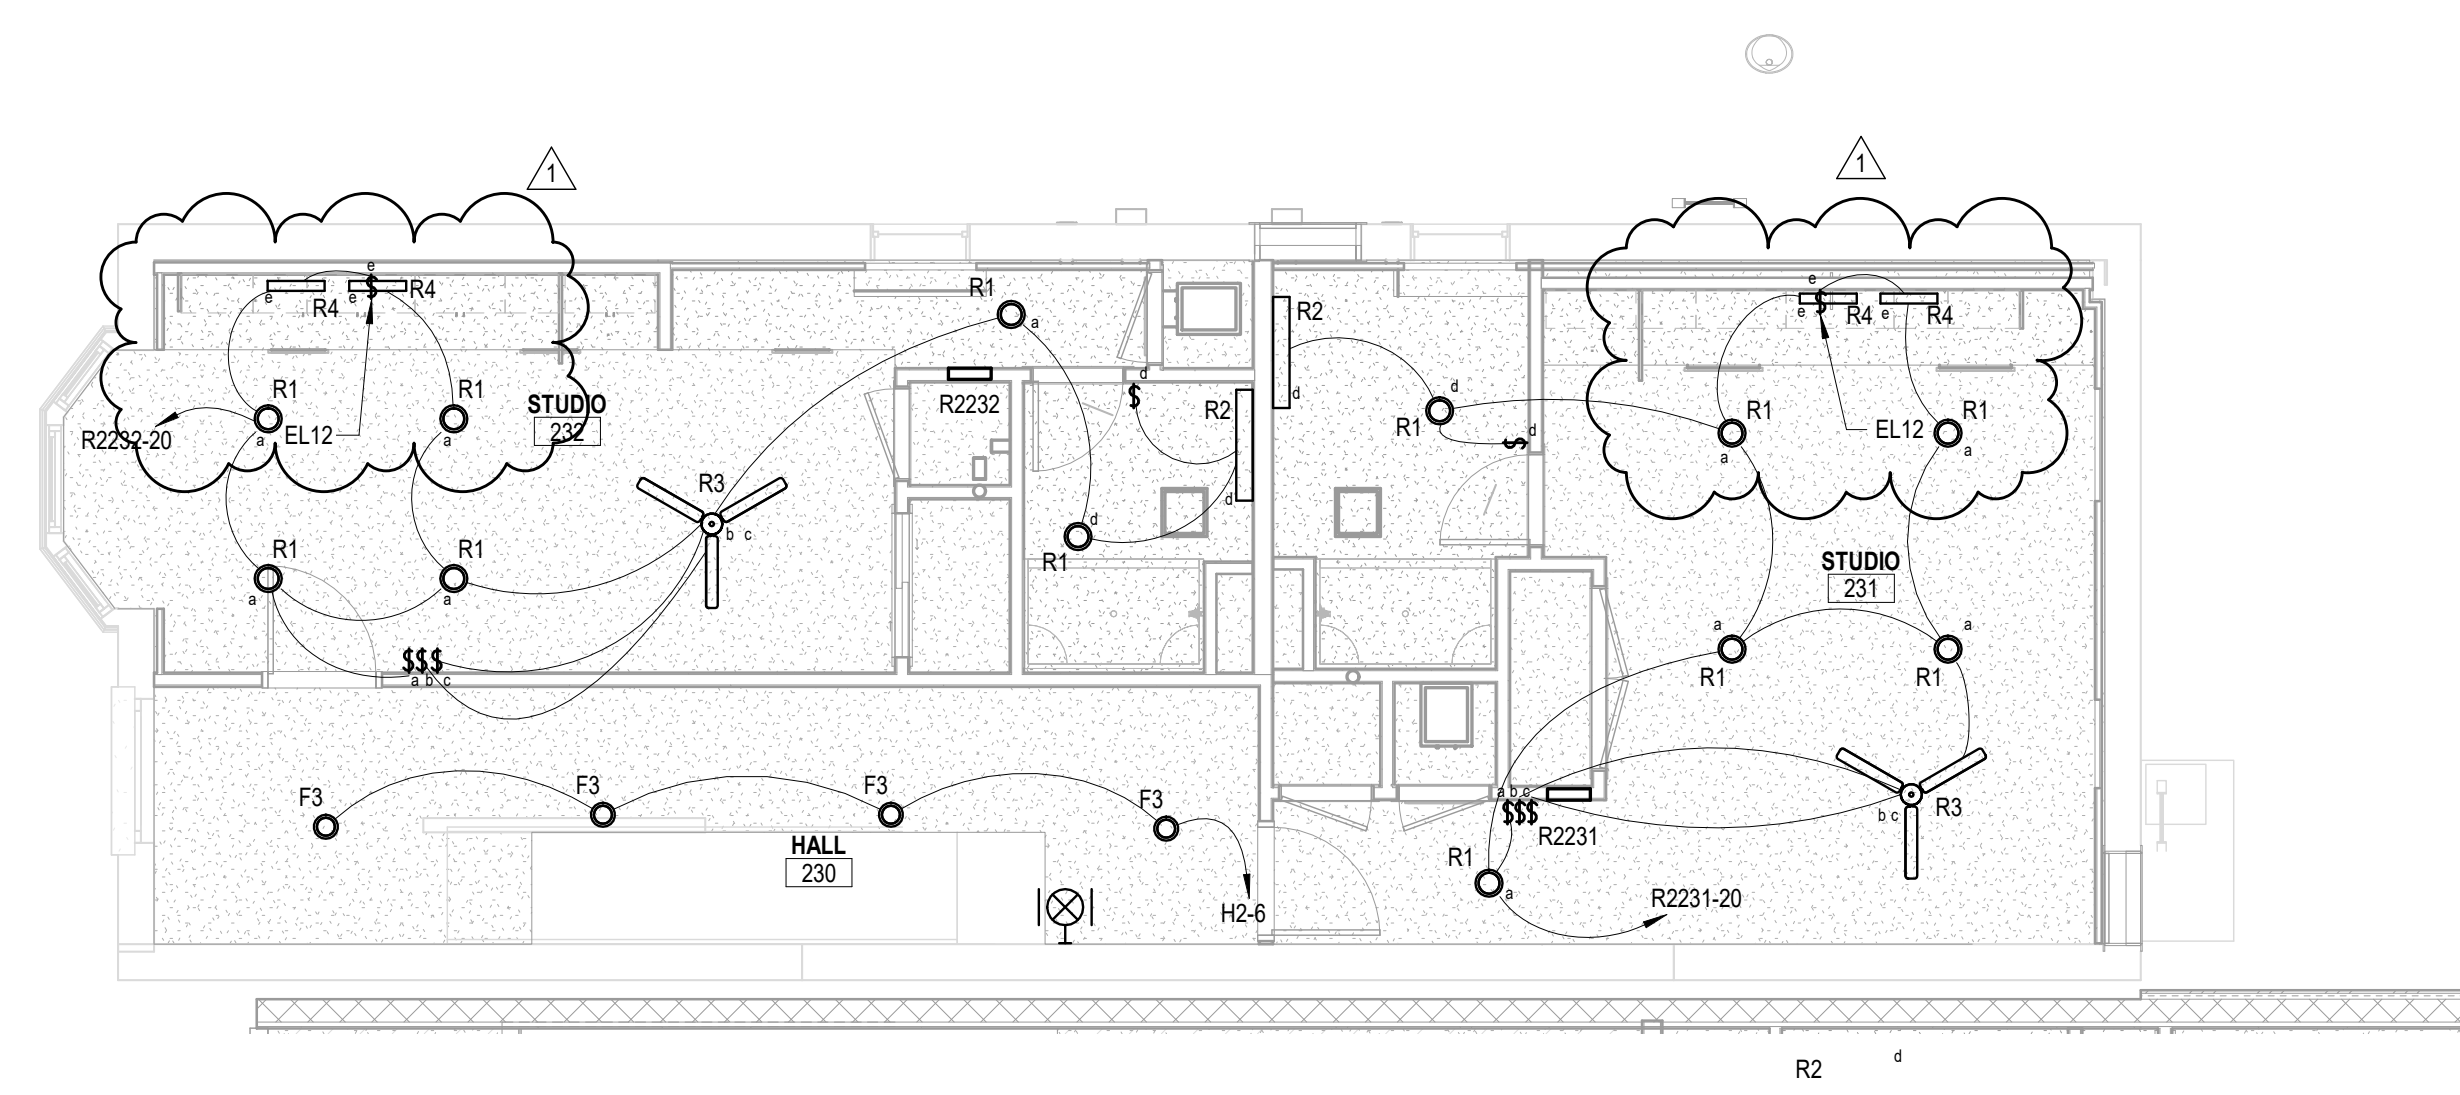 1
1
e
e
R4
e
R4
R1
a
R2
d
e
e
R4
e
R4
R1
R1
STUDIO
232
R2232-20
a
EL12
a
R2232
d
R2
d
R1
d
R1
a
EL12
R1
a
R3
b c
d
d
R1
R1
a
R1
a
STUDIO
231
a
R1
a
R1
$$$
a b c
F3
F3
F3
F3
HALL
230
H2-6
a b c
$$$
R2231
b c
R3
R1
a
R2231-20
R2
d